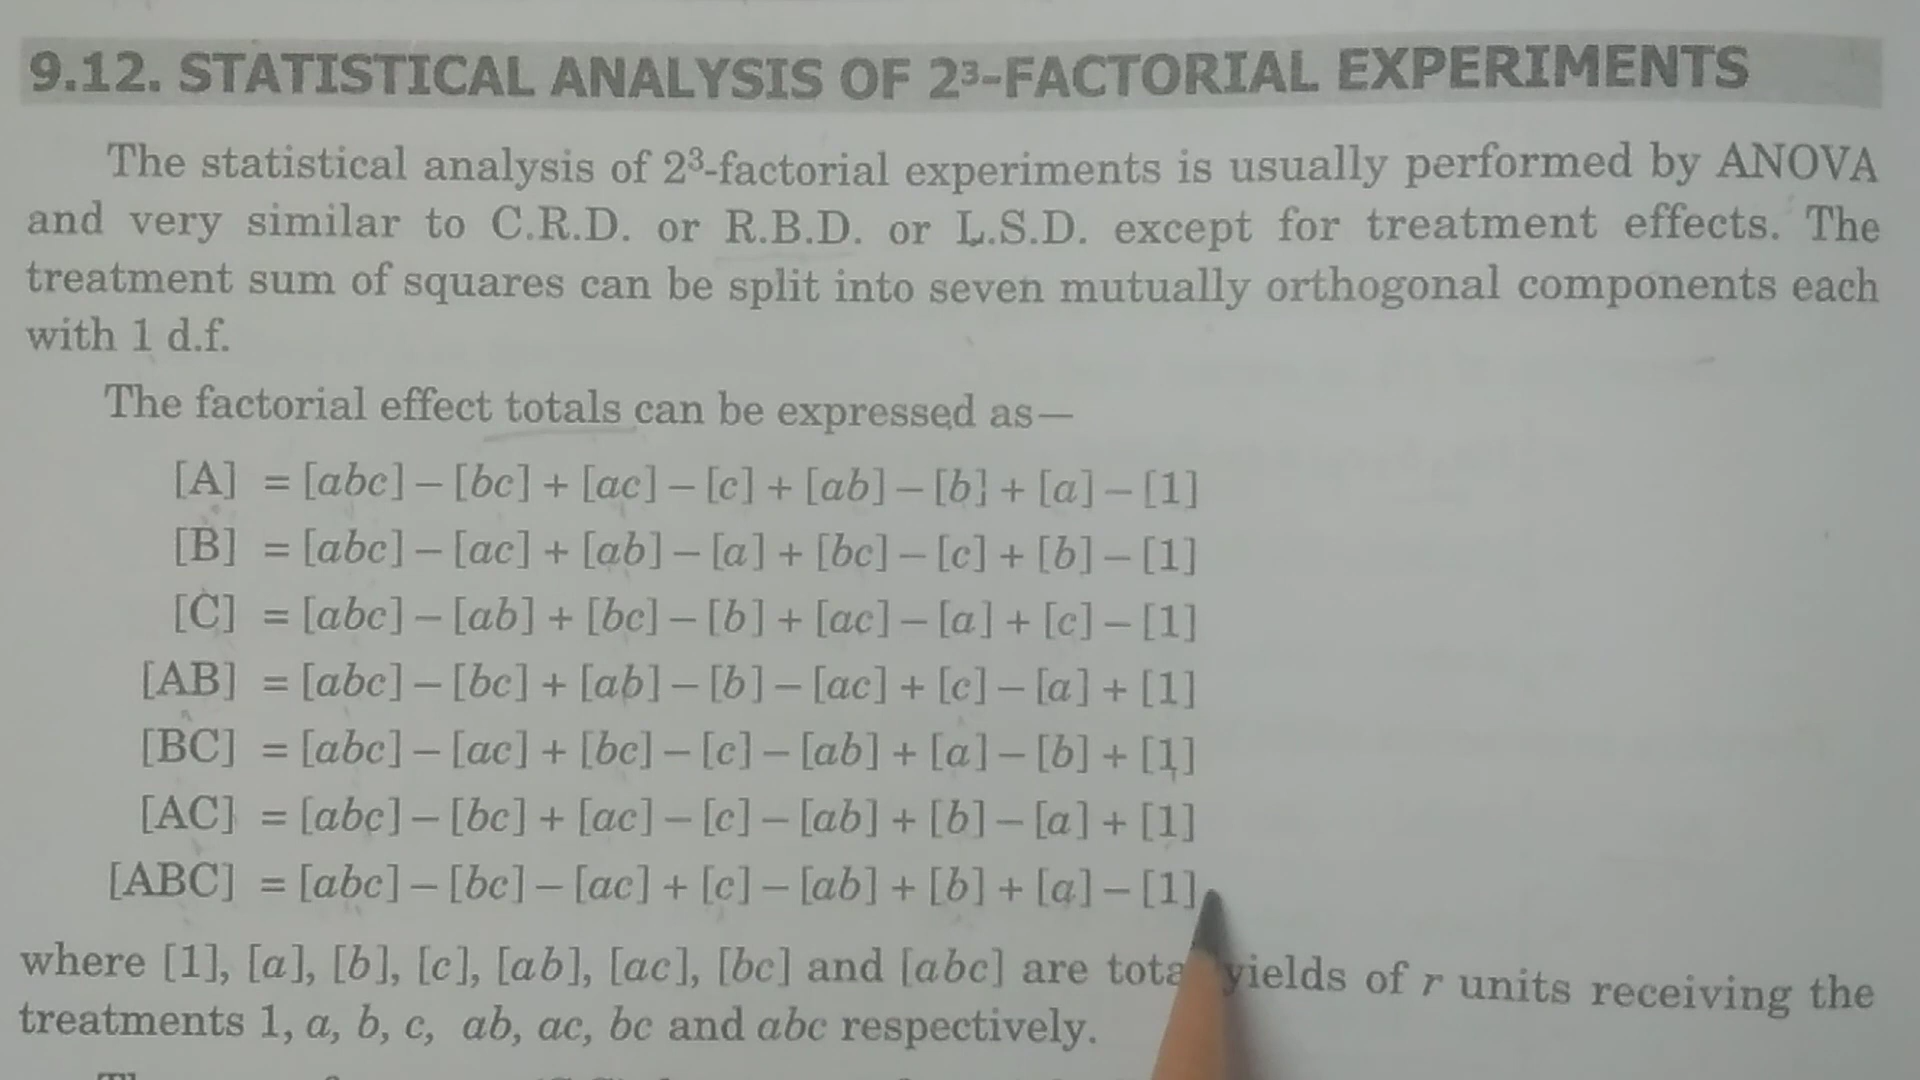 9.12. STATISTICAL ANALYSIS OF 2³-FACTORIAL EXPERIMENTS
The statistical analysis of 2³-factorial experiments is usually performed by ANOVA
and very similar to C.R.D. or R.B.D. or L.S.D. except for treatment effects. The
treatment sum of squares can be split into seven mutually orthogonal components each
with 1 d.f.
The factorial effect totals can be expressed as—
[A] = [abc] – [bc] + [ac] – [c] + [ab] – [b] + [a] – [1]
[B] = [abc] – [ac] + [ab] – [a] + [bc] – [c] + [b] – [1]
[C] = [abc] – [ab] + [bc] – [b] + [ac] – [a] + [c] – [1]
[AB] = [abc] – [bc] + [ab] – [b] – [ac] + [c] – [a] + [1]
[BC] = [abc] – [ac] + [bc] – [c] – [ab] + [a] – [b] + [1]
[AC] = [abc] – [bc] + [ac] – [c] – [ab] + [b] – [a] + [1]
[ABC] = [abc] – [bc] – [ac] + [c] – [ab] + [b] + [a] – [1]
where [1], [a], [b], [c], [ab], [ac], [bc] and [abc] are total yields of r units receiving the
treatments 1, a, b, c, ab, ac, bc and abc respectively.